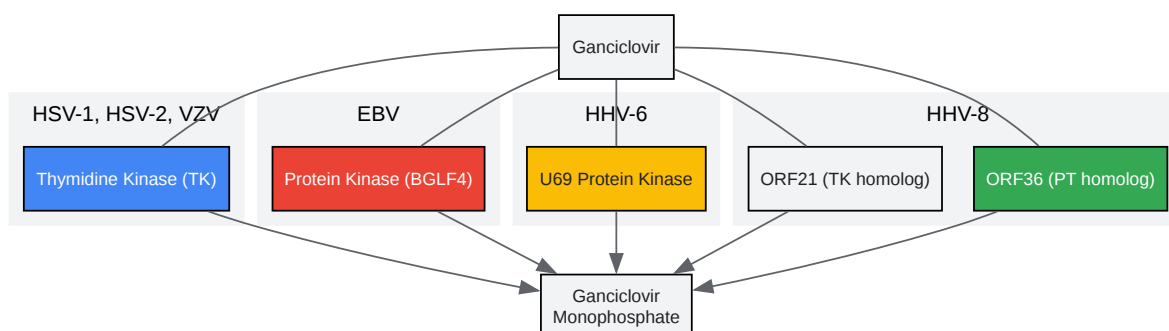 Ganciclovir
HSV-1, HSV-2, VZV
EBV
HHV-6
HHV-8
Thymidine Kinase (TK)
Protein Kinase (BGLF4)
U69 Protein Kinase
ORF21 (TK homolog)
ORF36 (PT homolog)
Ganciclovir
Monophosphate